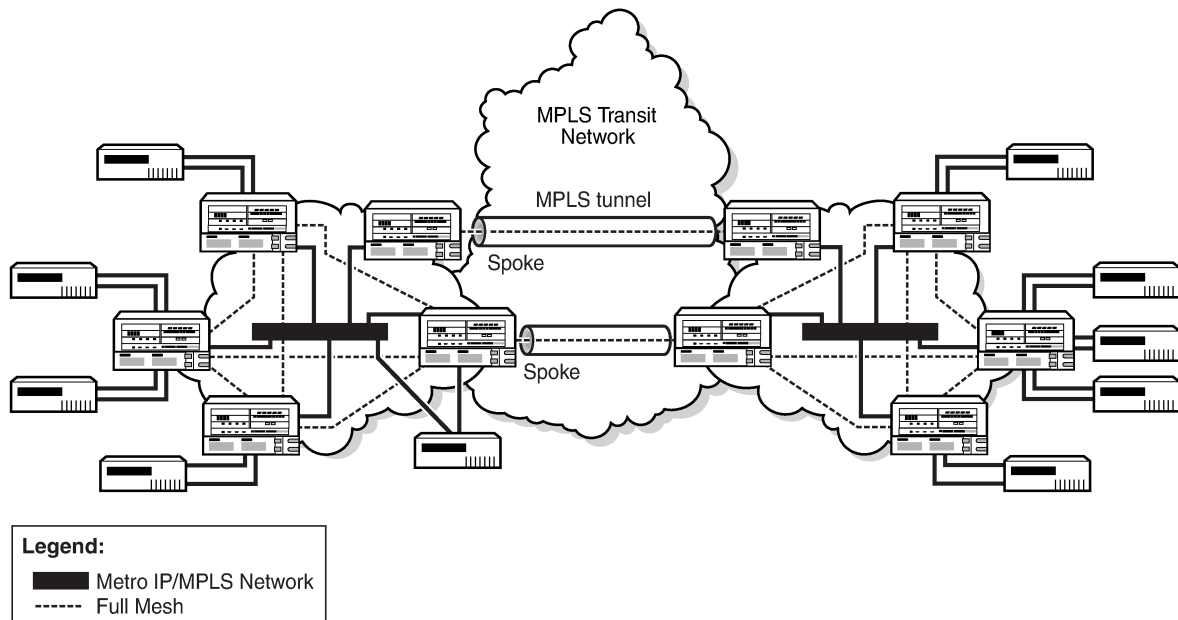 MPLS Transit
Network
MPLS tunnel
Spoke
Spoke
Legend:
Metro IP/MPLS Network
Full Mesh